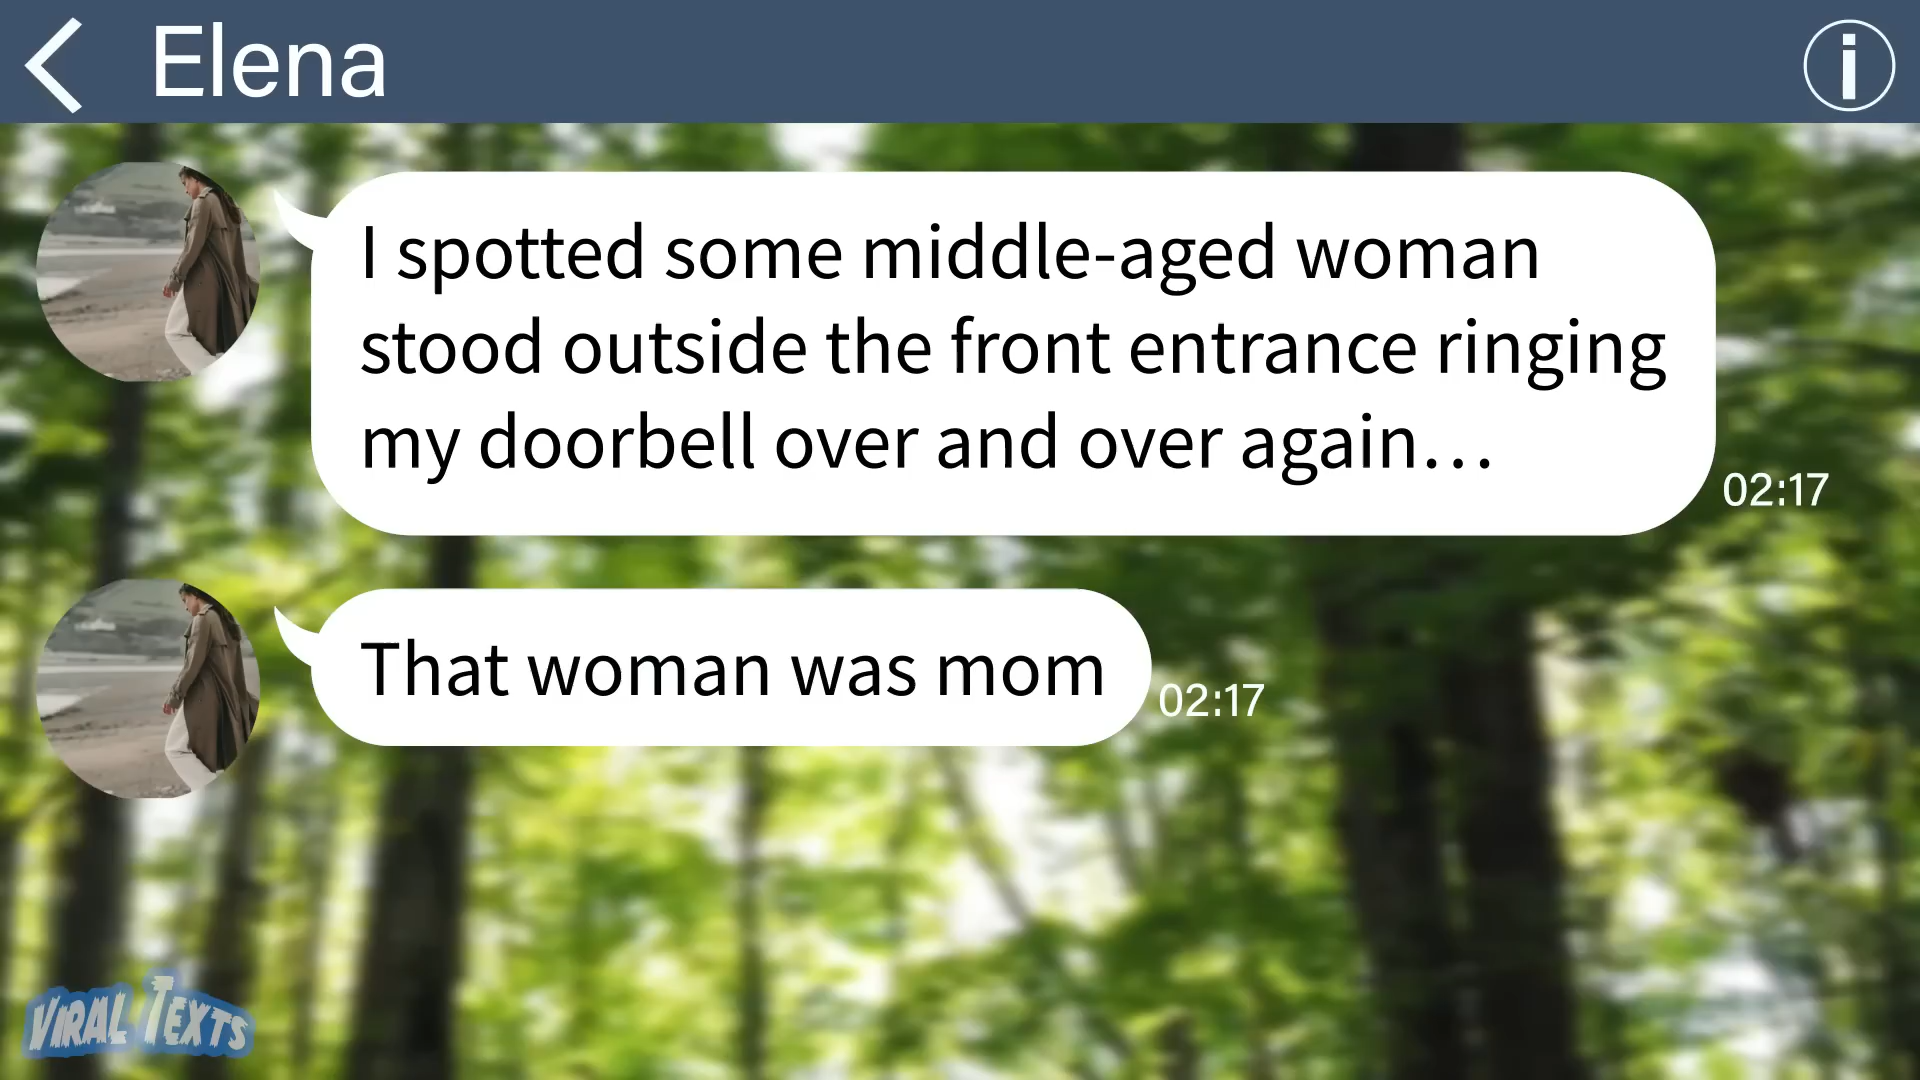 Elena
I spotted some middle-aged woman
stood outside the front entrance ringing
my doorbell over and over again…
02:17
That woman was mom
02:17
VIRAL TEXTS